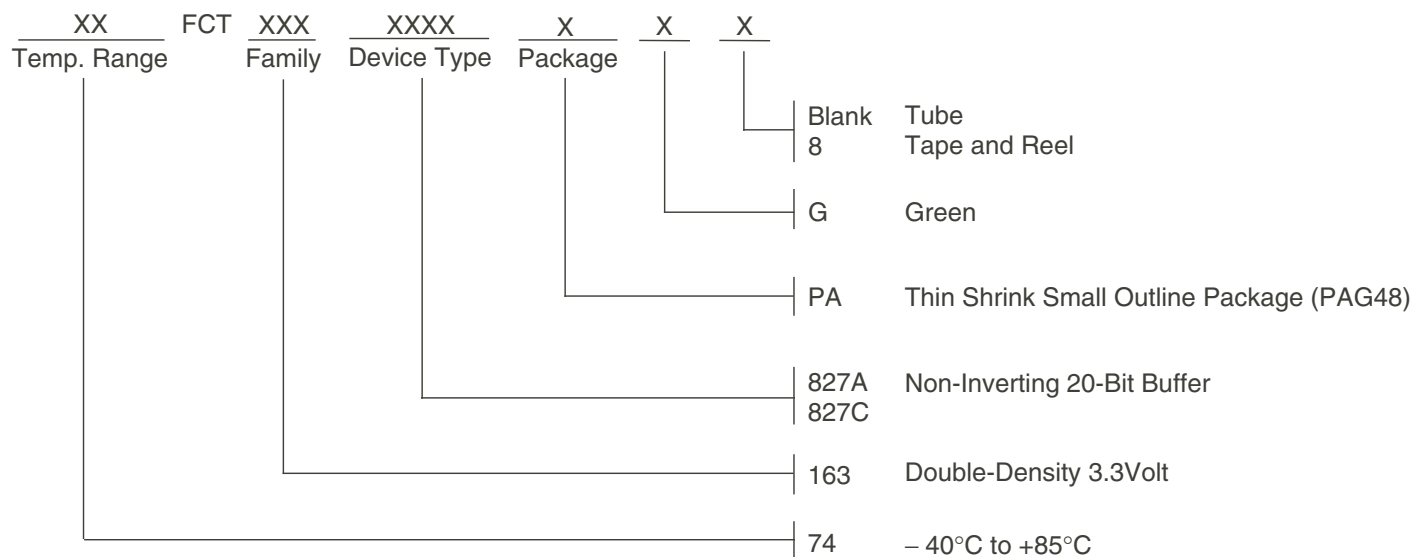 XX FCT XXX XXXX X X X
Temp. Range Family Device Type Package
Blank Tube
8 Tape and Reel
G Green
PA Thin Shrink Small Outline Package (PAG48)
827A Non-Inverting 20-Bit Buffer
827C
163 Double-Density 3.3Volt
74 – 40°C to +85°C